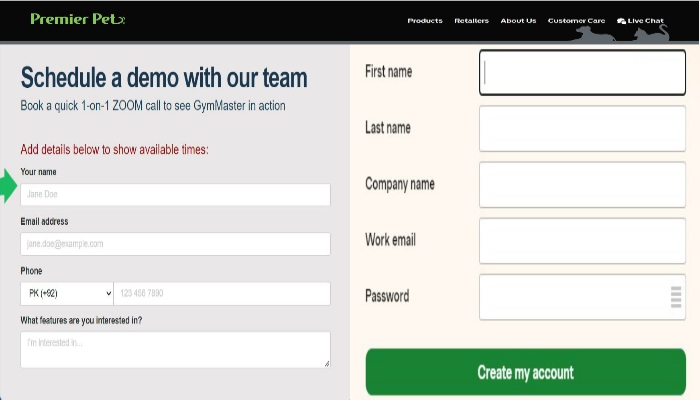 Premier Pet
Products Retailers About Us Customer Care Live Chat
Schedule a demo with our team
Book a quick 1-on-1 ZOOM call to see GymMaster in action
Add details below to show available times:
Your name
Jane Doe
Email address
jane.doe@example.com
Phone
PK (+92) 123 456 7890
What features are you interested in?
I'm interested in...
First name
Last name
Company name
Work email
Password
Create my account